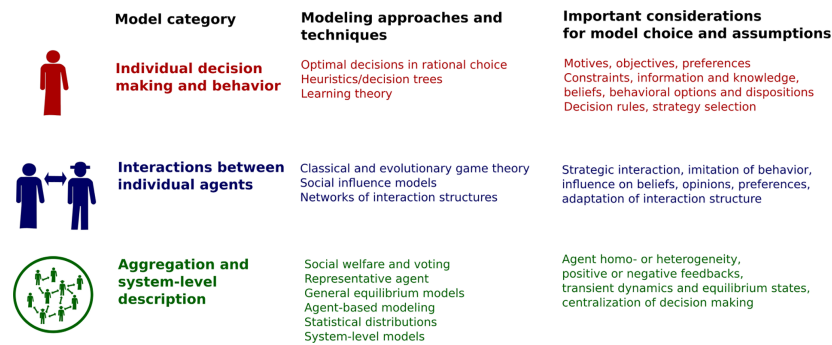 Model category
Modeling approaches and
techniques
Important considerations
for model choice and assumptions
Individual decision
making and behavior
Optimal decisions in rational choice
Heuristics/decision trees
Learning theory
Motives, objectives, preferences
Constraints, information and knowledge,
beliefs, behavioral options and dispositions
Decision rules, strategy selection
Interactions between
individual agents
Classical and evolutionary game theory
Social influence models
Networks of interaction structures
Strategic interaction, imitation of behavior,
influence on beliefs, opinions, preferences,
adaptation of interaction structure
Aggregation and
system-level
description
Social welfare and voting
Representative agent
General equilibrium models
Agent-based modeling
Statistical distributions
System-level models
Agent homo- or heterogeneity,
positive or negative feedbacks,
transient dynamics and equilibrium states,
centralization of decision making